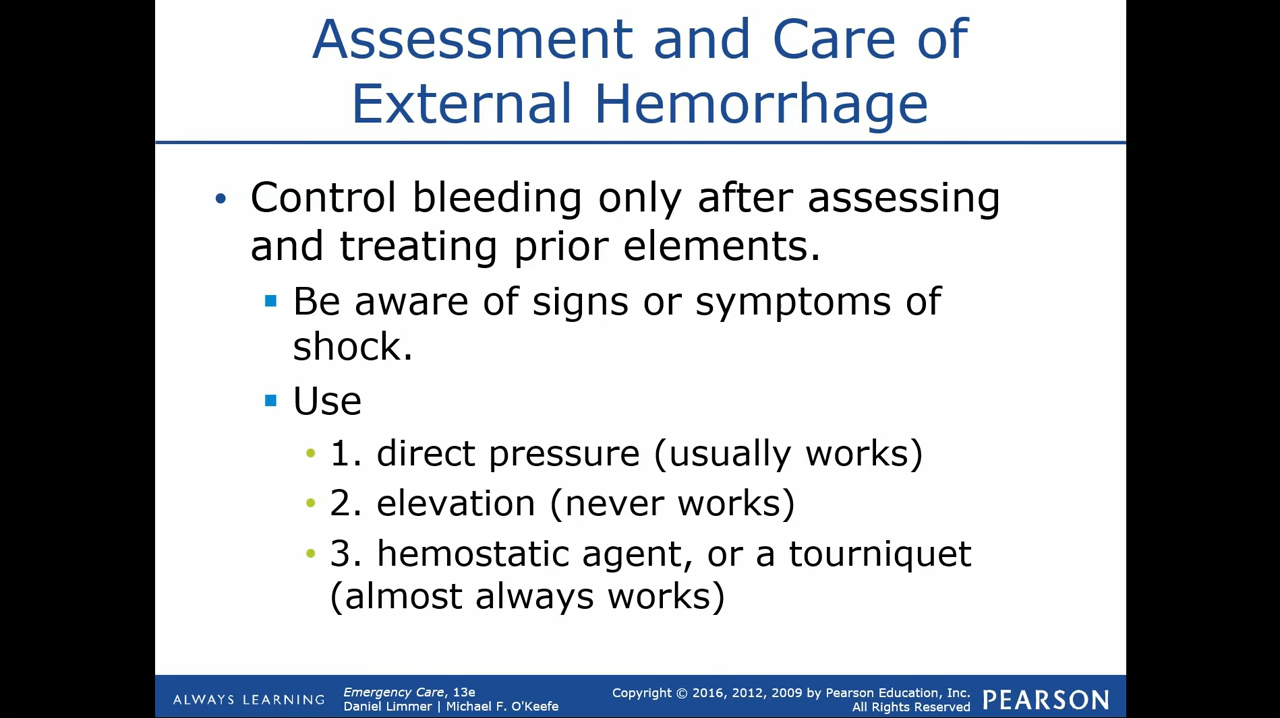 Assessment and Care of
External Hemorrhage
• Control bleeding only after assessing
and treating prior elements.
▪ Be aware of signs or symptoms of
shock.
▪ Use
• 1. direct pressure (usually works)
• 2. elevation (never works)
• 3. hemostatic agent, or a tourniquet
(almost always works)
ALWAYS LEARNING
Emergency Care, 13e
Daniel Limmer | Michael F. O'Keefe
Copyright © 2016, 2012, 2009 by Pearson Education, Inc.
All Rights Reserved
PEARSON